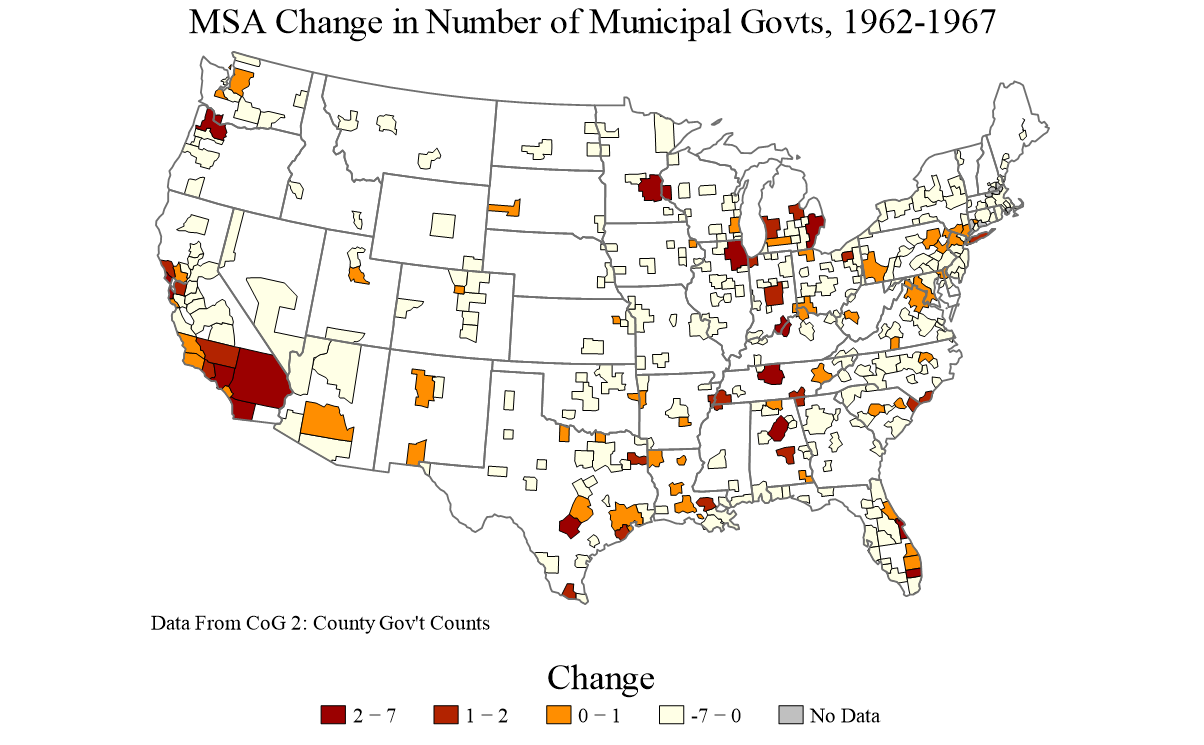 MSA Change in Number of Municipal Govts, 1962-1967
Data From CoG 2: County Gov't Counts
Change
2 − 7 1 − 2 0 − 1 -7 − 0 No Data